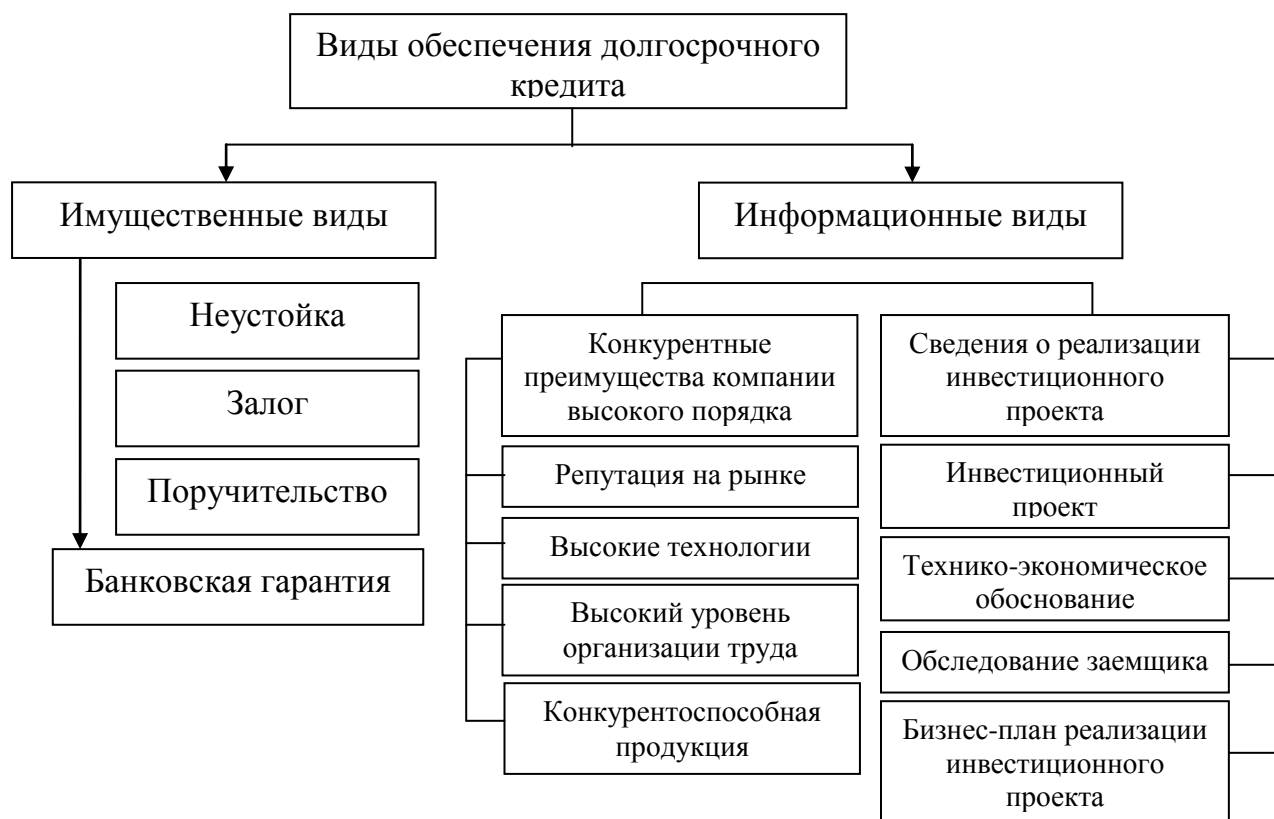 Виды обеспечения долгосрочного
кредита
Имущественные виды
Информационные виды
Неустойка
Залог
Поручительство
Банковская гарантия
Конкурентные
преимущества компании
высокого порядка
Репутация на рынке
Высокие технологии
Высокий уровень
организации труда
Конкурентоспособная
продукция
Сведения о реализации
инвестиционного
проекта
Инвестиционный
проект
Технико-экономическое
обоснование
Обследование заемщика
Бизнес-план реализации
инвестиционного
проекта